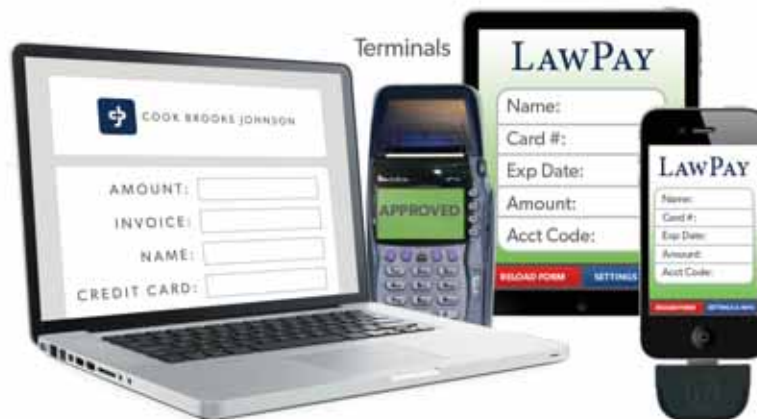 COOK BROOKS JOHNSON
AMOUNT:
INVOICE:
NAME:
CREDIT CARD:
Terminals
APPROVED
LAWPAY
Name:
Card #:
Exp Date:
Amount:
Acct Code:
RELOAD FORM
SETTINGS
LAWPAY
Name:
Card #:
Exp Date:
Amount:
Acct Code: